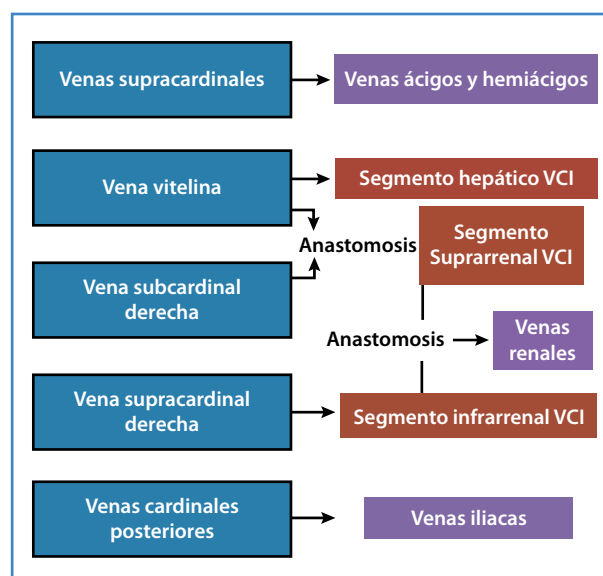 Venas supracardinales
Venas ácigos y hemiácigos
Vena vitelina
Segmento hepático VCI
Anastomosis
Segmento
Suprarrenal VCI
Vena subcardinal
derecha
Anastomosis
Venas
renales
Vena supracardinal
derecha
Segmento infrarrenal VCI
Venas cardinales
posteriores
Venas iliacas